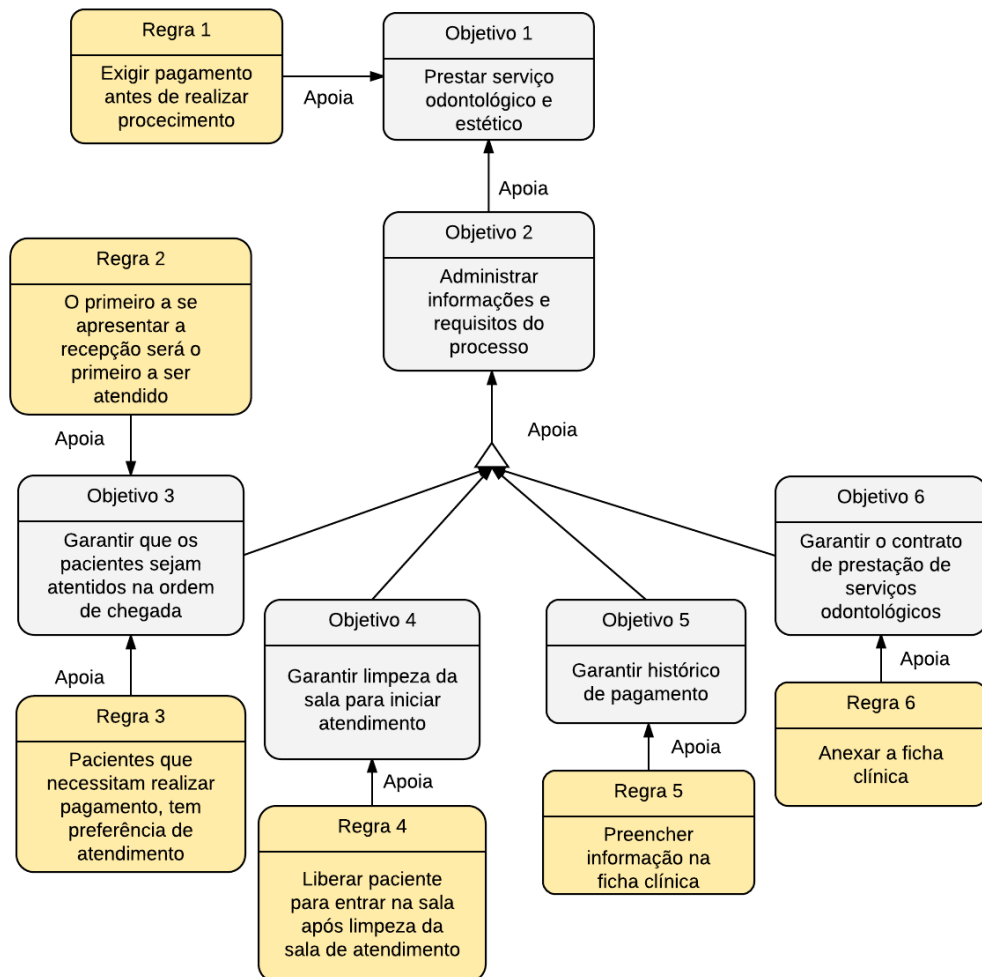 Regra 1
Exigir pagamento
antes de realizar
procecimento
Apoia
Objetivo 1
Prestar serviço
odontológico e
estético
Apoia
Objetivo 2
Administrar
informações e
requisitos do
processo
Apoia
Regra 2
O primeiro a se
apresentar a
recepção será o
primeiro a ser
atendido
Apoia
Objetivo 3
Garantir que os
pacientes sejam
atentidos na ordem
de chegada
Apoia
Regra 3
Pacientes que
necessitam realizar
pagamento, tem
preferência de
atendimento
Objetivo 4
Garantir limpeza da
sala para iniciar
atendimento
Apoia
Regra 4
Liberar paciente
para entrar na sala
após limpeza da
sala de atendimento
Objetivo 5
Garantir histórico
de pagamento
Apoia
Regra 5
Preencher
informação na
ficha clínica
Objetivo 6
Garantir o contrato
de prestação de
serviços
odontológicos
Apoia
Regra 6
Anexar a ficha
clínica